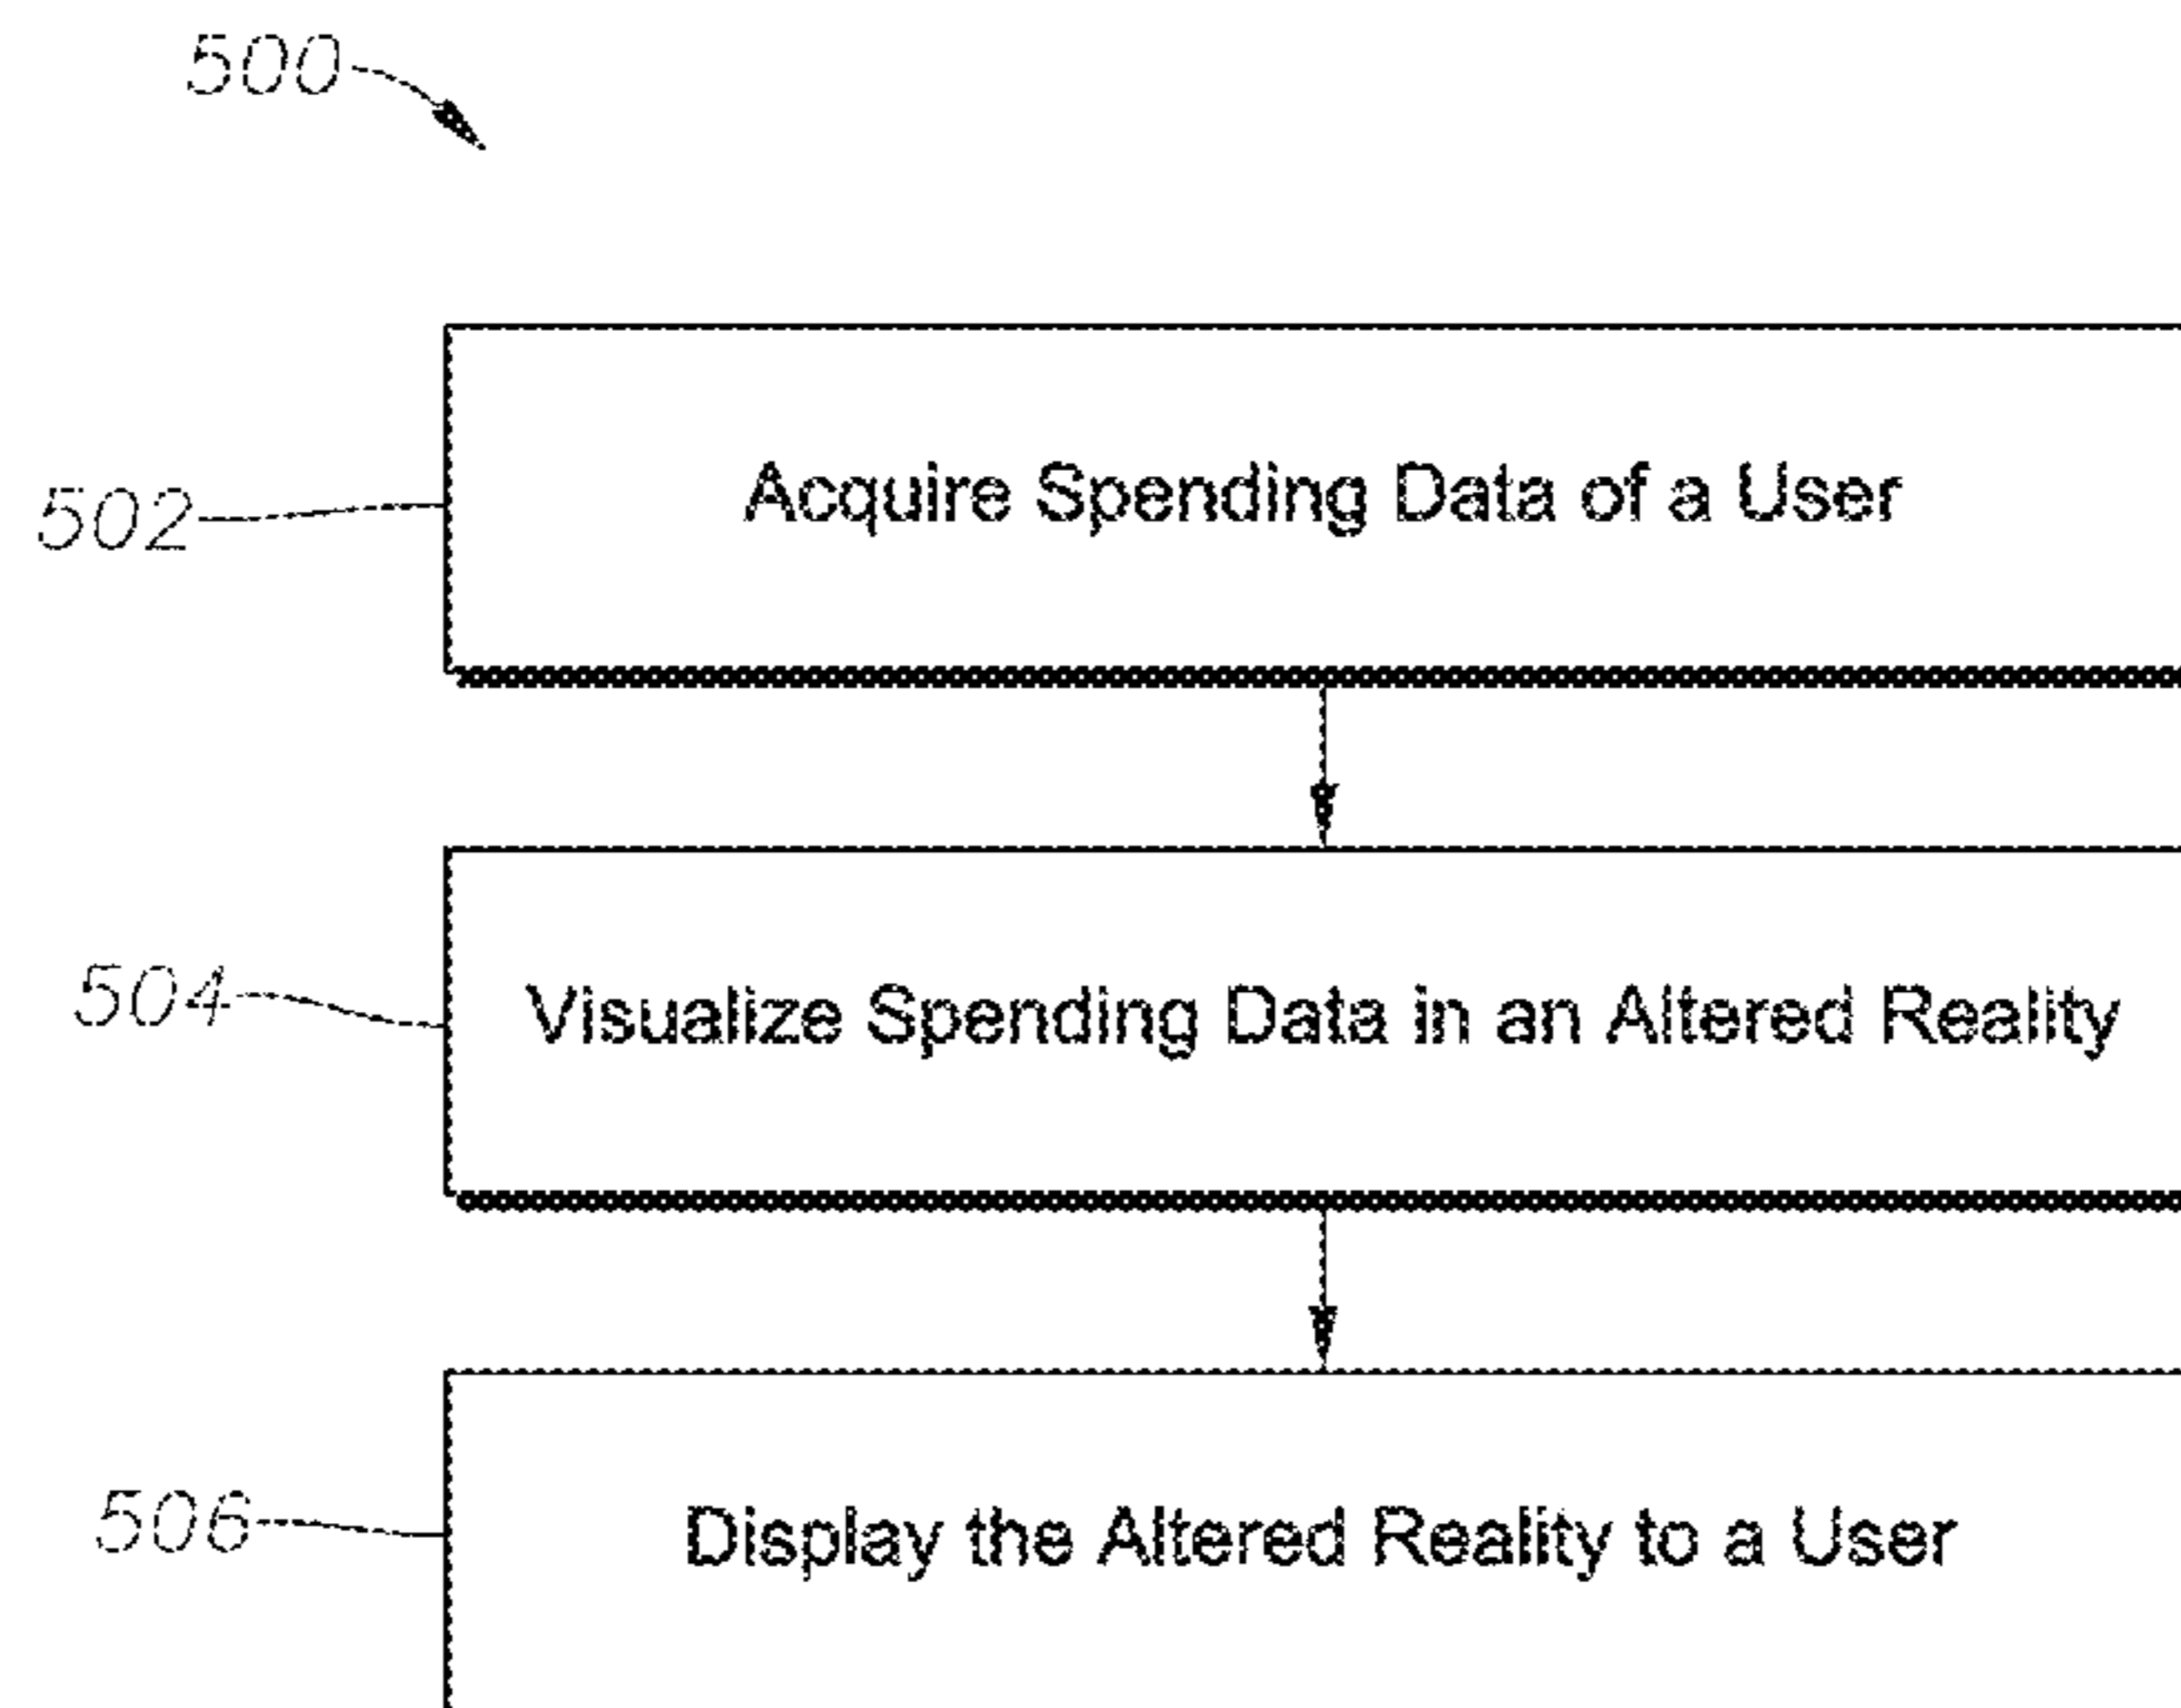 500
502
Acquire Spending Data of a User
504
Visualize Spending Data in an Altered Reality
506
Display the Altered Reality to a User